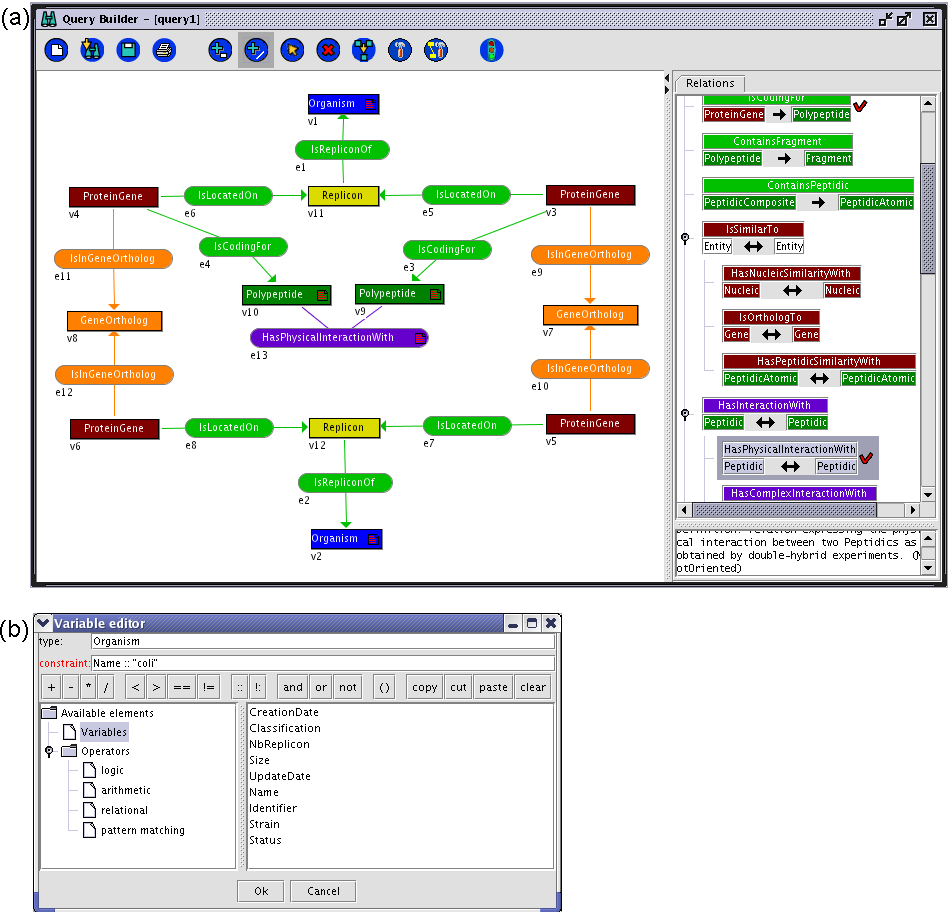 (a)
Query Builder - [query1]
Organism
v1
IsRepliconOf
e1
ProteinGene
v4
IsLocatedOn
e6
Replicon
v11
IsLocatedOn
e5
ProteinGene
v3
IsCodingFor
e4
IsCodingFor
e3
IsInGeneOrtholog
e11
IsInGeneOrtholog
e9
Polypeptide
v10
Polypeptide
v9
GeneOrtholog
v8
GeneOrtholog
v7
HasPhysicalInteractionWith
e13
IsInGeneOrtholog
e12
IsInGeneOrtholog
e10
ProteinGene
v6
IsLocatedOn
e8
Replicon
v12
IsLocatedOn
e7
ProteinGene
v5
IsRepliconOf
e2
Organism
v2
Relations
IsCodingFor
ProteinGene Polypeptide
ContainsFragment
Polypeptide Fragment
ContainsPeptidic
PeptidicComposite PeptidicAtomic
IsSimilarTo
Entity Entity
HasNucleicSimilarityWith
Nucleic Nucleic
IsOrthologTo
Gene Gene
HasPeptidicSimilarityWith
PeptidicAtomic PeptidicAtomic
HasInteractionWith
Peptidic Peptidic
HasPhysicalInteractionWith
Peptidic Peptidic
HasComplexInteractionWith
Definition: relation expressing the physi
cal interaction between two Peptidics as
obtained by double-hybrid experiments. (N
otOriented)
(b)
Variable editor
type: Organism
constraint: Name :: "coli"
+ - * / < > == != :: !: and or not () copy cut paste clear
Available elements
Variables
Operators
logic
arithmetic
relational
pattern matching
CreationDate
Classification
NbReplicon
Size
UpdateDate
Name
Identifier
Strain
Status
Ok Cancel